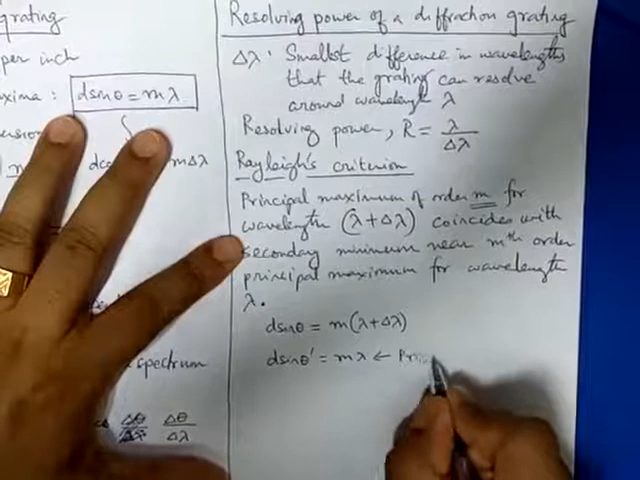 grating
per inch
xima : dsinθ = mλ
mΔλ
spectrum
Δθ Δθ
Δλ
Resolving power of a diffraction grating
Δλ : Smallest difference in wavelengths
that the grating can resolve
around wavelength λ
Resolving power, R = λ/Δλ
Rayleigh's criterion
Principal maximum of order m for
wavelength (λ+Δλ) coincides with
seconday minimum near mth order
principal maximum for wavelength
λ.
dsinθ = m(λ+Δλ)
dsinθ' = mλ ←